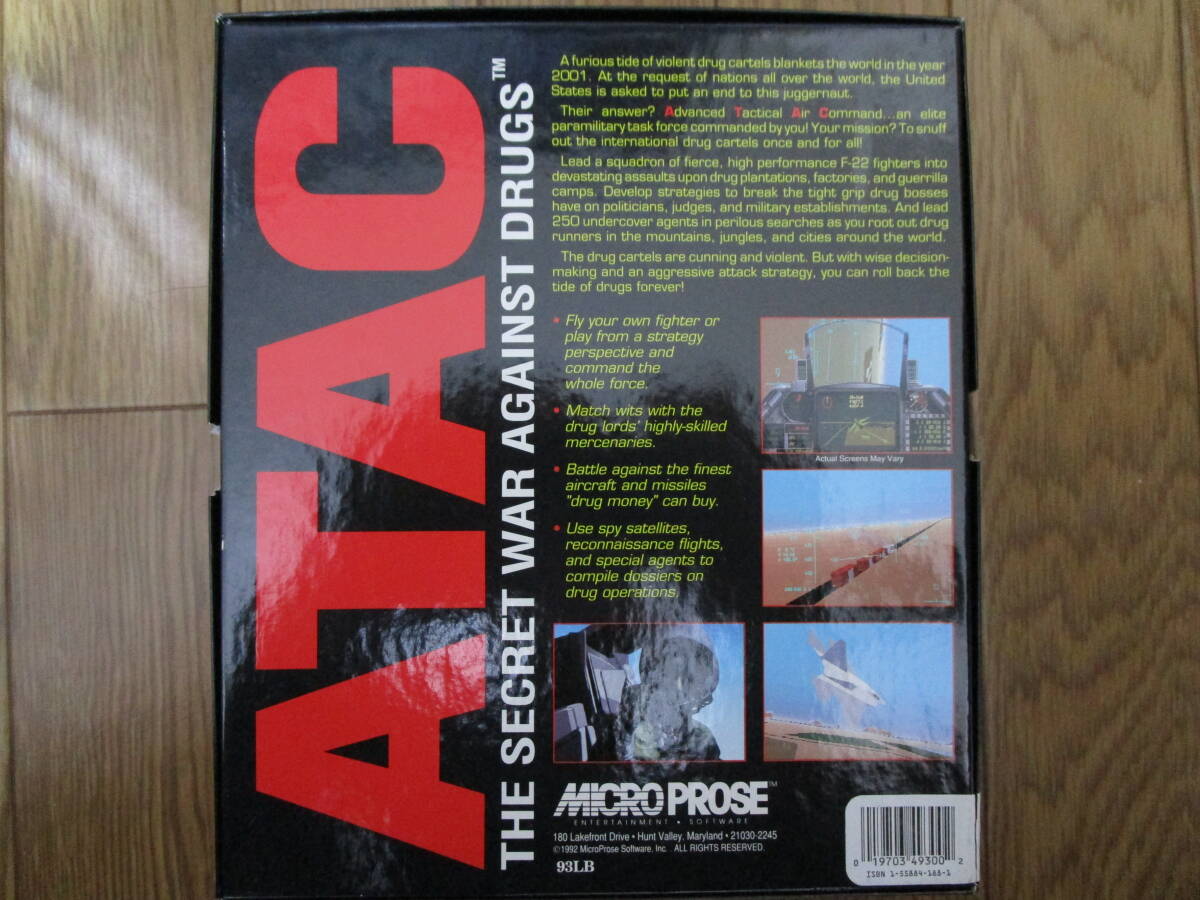 ATAC
THE SECRET WAR AGAINST DRUGS™
A furious tide of violent drug cartels blankets the world in the year
2001. At the request of nations all over the world, the United
States is asked to put an end to this juggernaut.
Their answer? Advanced Tactical Air Command...an elite
paramilitary task force commanded by you! Your mission? To snuff
out the international drug cartels once and for all!
Lead a squadron of fierce, high performance F-22 fighters into
devastating assaults upon drug plantations, factories, and guerrilla
camps. Develop strategies to break the tight grip drug bosses
have on politicians, judges, and military establishments. And lead
250 undercover agents in perilous searches as you root out drug
runners in the mountains, jungles, and cities around the world.
The drug cartels are cunning and violent. But with wise decision-
making and an aggressive attack strategy, you can roll back the
tide of drugs forever!
• Fly your own fighter or
play from a strategy
perspective and
command the
whole force.
• Match wits with the
drug lords' highly-skilled
mercenaries.
• Battle against the finest
aircraft and missiles
"drug money" can buy.
• Use spy satellites,
reconnaissance flights,
and special agents to
compile dossiers on
drug operations.
Actual Screens May Vary
MICROPROSE™
ENTERTAINMENT • SOFTWARE
180 Lakefront Drive • Hunt Valley, Maryland • 21030-2245
©1992 MicroProse Software, Inc. ALL RIGHTS RESERVED.
93LB
0 19703 49300 2
ISBN 1-55884-188-1